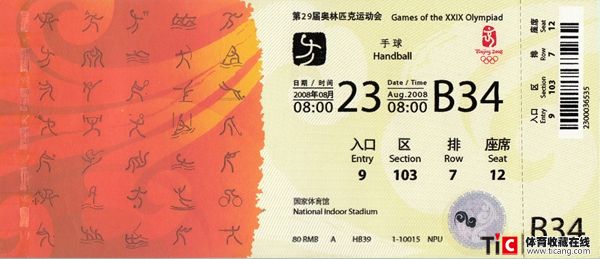 第29届奥林匹克运动会 Games of the XXIX Olympiad
手球
Handball
Beijing 2008
日期 / 时间
2008年08月
08:00
23
Date / Time
Aug.2008
08:00
B34
入口 区 排 座席
Entry Section Row Seat
9 103 7 12
国家体育馆
National Indoor Stadium
80 RMB A HB39 1-10015 NPU
座席 Seat 12
排 Row 7
区 Section 103
入口 Entry 9
2300036535
B34
TiC 体育收藏在线
www.ticang.com